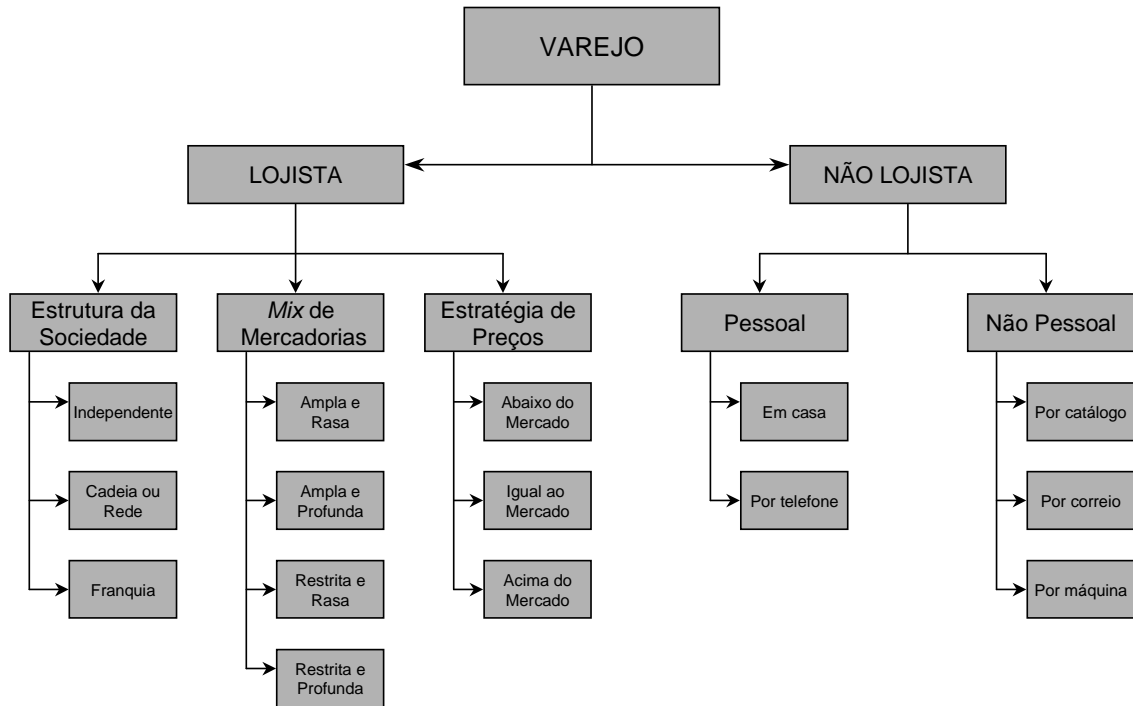 VAREJO
LOJISTA
NÃO LOJISTA
Estrutura da
Sociedade
Mix de
Mercadorias
Estratégia de
Preços
Pessoal
Não Pessoal
Independente
Ampla e
Rasa
Abaixo do
Mercado
Em casa
Por catálogo
Cadeia ou
Rede
Ampla e
Profunda
Igual ao
Mercado
Por telefone
Por correio
Franquia
Restrita e
Rasa
Acima do
Mercado
Por máquina
Restrita e
Profunda